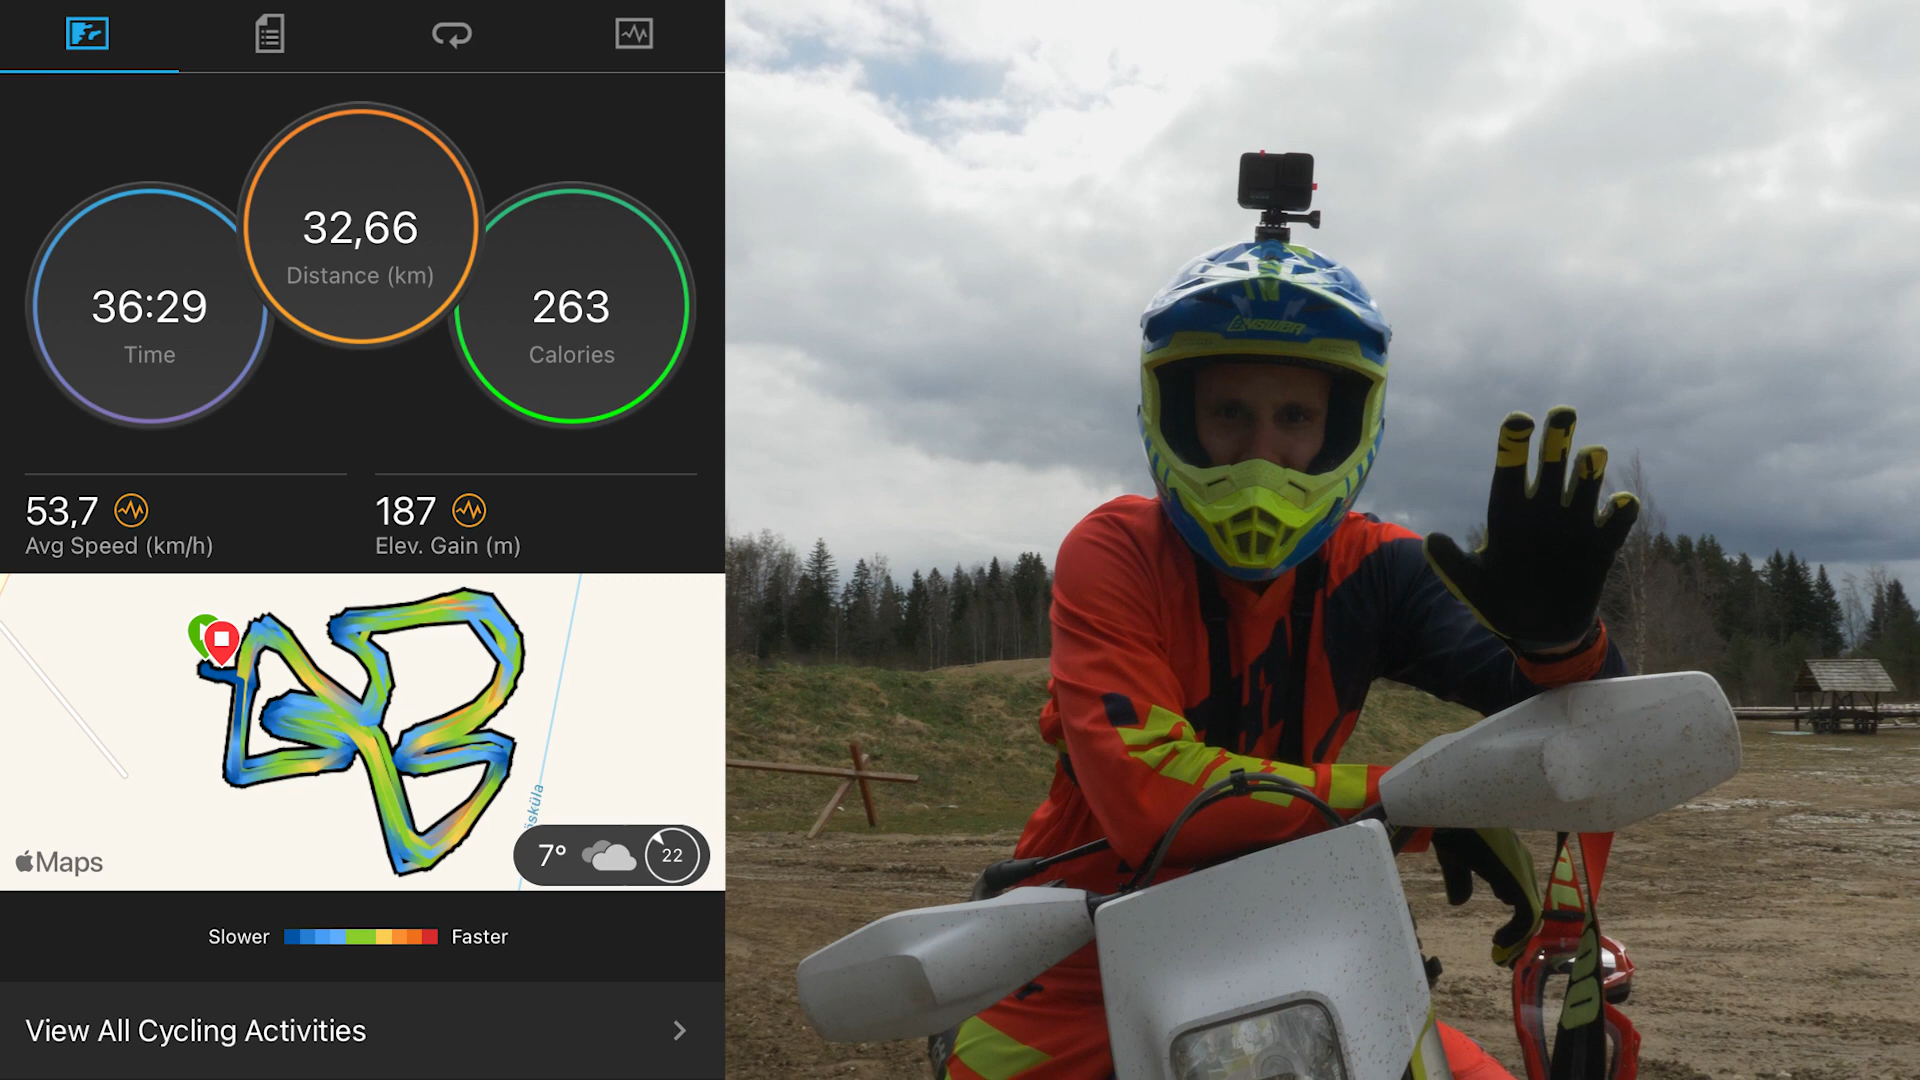 32,66
Distance (km)
36:29
Time
263
Calories
53,7
Avg Speed (km/h)
187
Elev. Gain (m)
Maps
7°
22
Slower
Faster
View All Cycling Activities
ANSWER